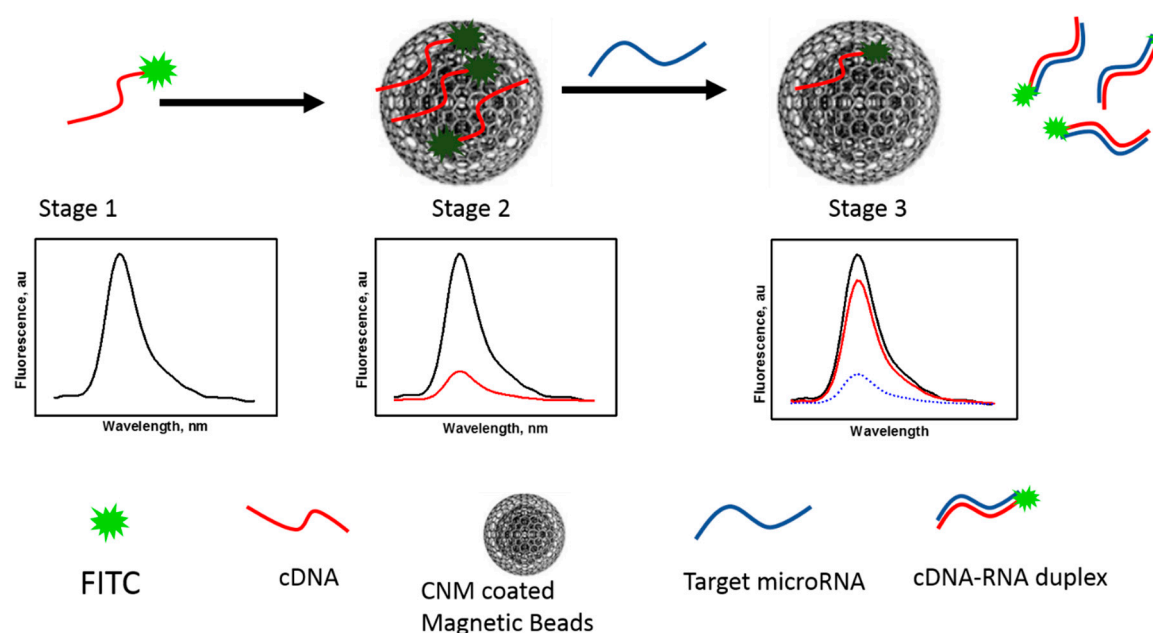 Stage 1
Stage 2
Stage 3
Fluorescence, au
Wavelength, nm
Fluorescence, au
Wavelength, nm
Fluorescence, au
Wavelength
FITC
cDNA
CNM coated
Magnetic Beads
Target microRNA
cDNA-RNA duplex